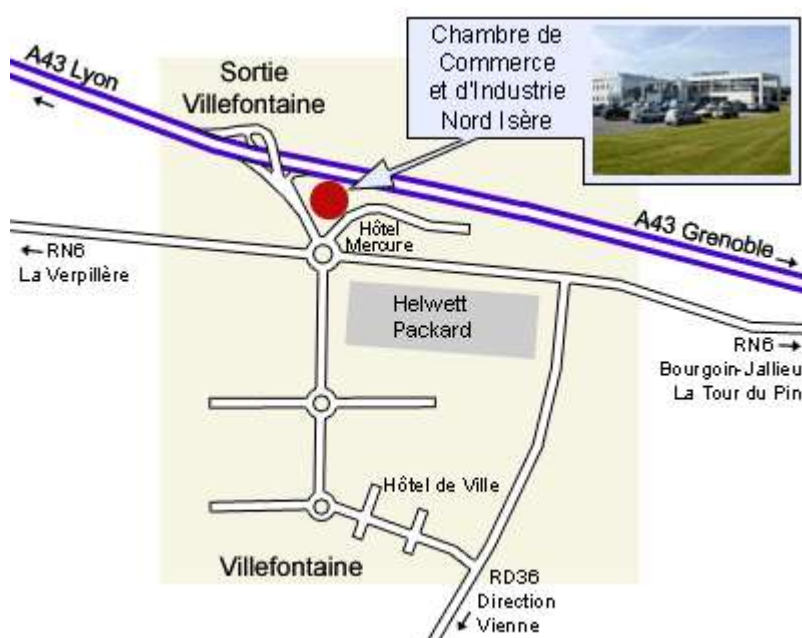 A43 Lyon
Sortie
Villefontaine
Chambre de
Commerce
et d'Industrie
Nord Isère
A43 Grenoble
Hôtel
Mercure
RN6
La Verpillère
Helwett
Packard
RN6
Bourgoin-Jallieu
La Tour du Pin
Hôtel de Ville
Villefontaine
RD36
Direction
Vienne